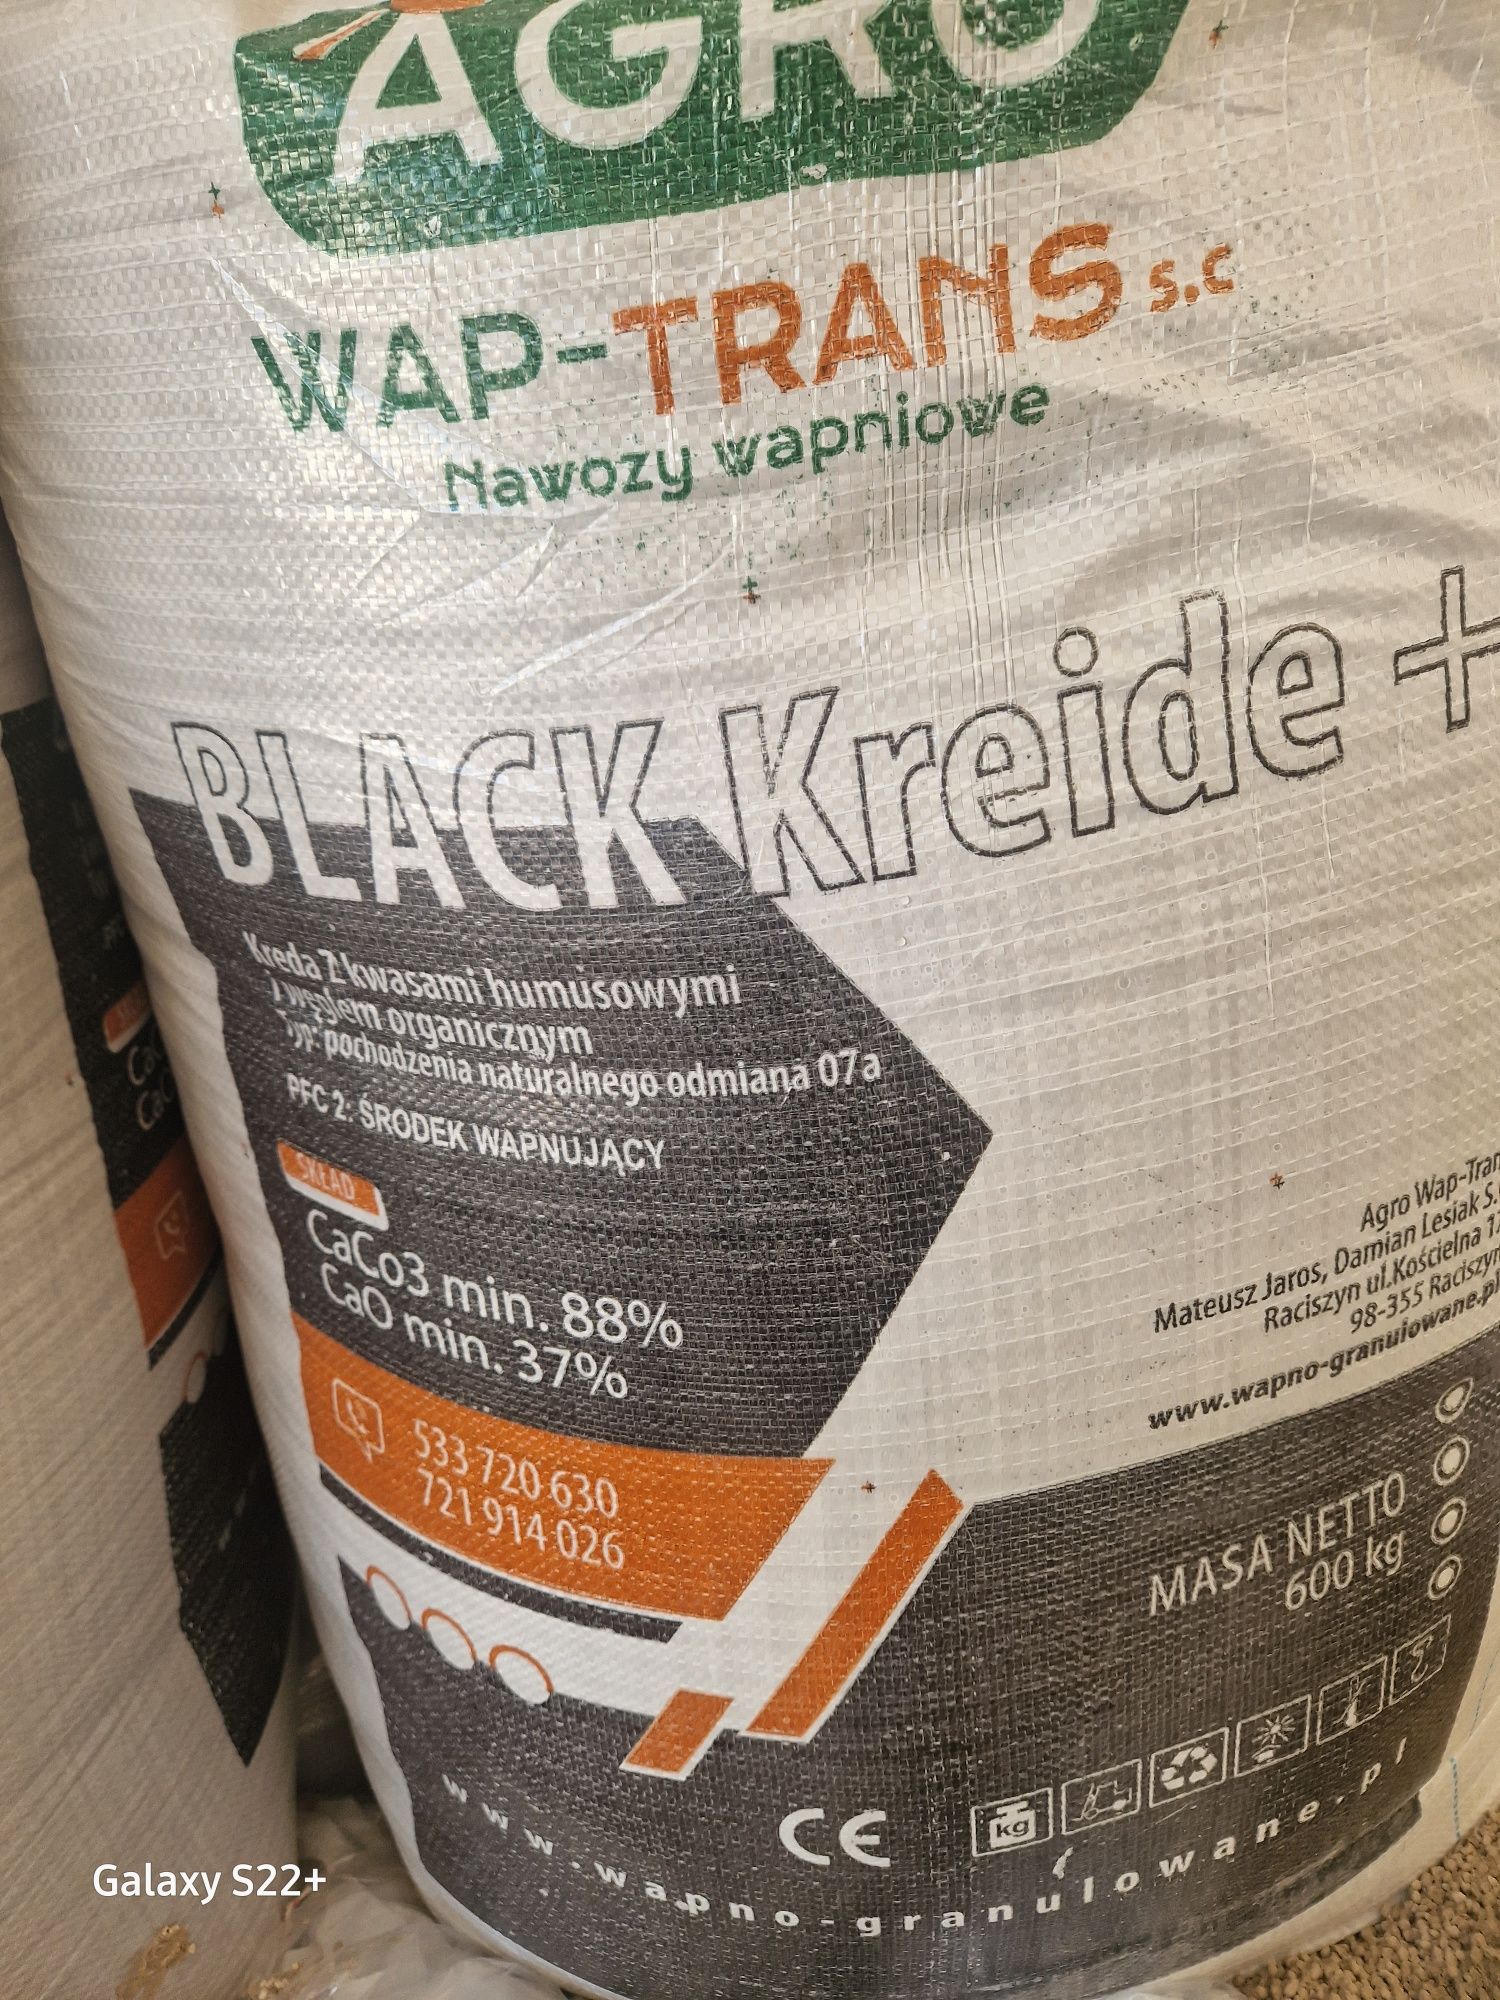 AGRO
WAP-TRANS s.c
Nawozy wapniowe
BLACK Kreide +
Kreda z kwasami humusowymi
i węglem organicznym
Typ: pochodzenia naturalnego odmiana 07a
PFC 2: ŚRODEK WAPNUJĄCY
SKŁAD
CaCo3 min. 88%
CaO min. 37%
533 720 630
721 914 026
Agro Wap-Tran
Mateusz Jaros, Damian Lesiak S.
Raciszyn ul.Kościelna 1
98-355 Raciszyn
www.wapno-granulowane.pl
MASA NETTO
600 kg
CE
kg
www.wapno-granulowane.pl
Galaxy S22+